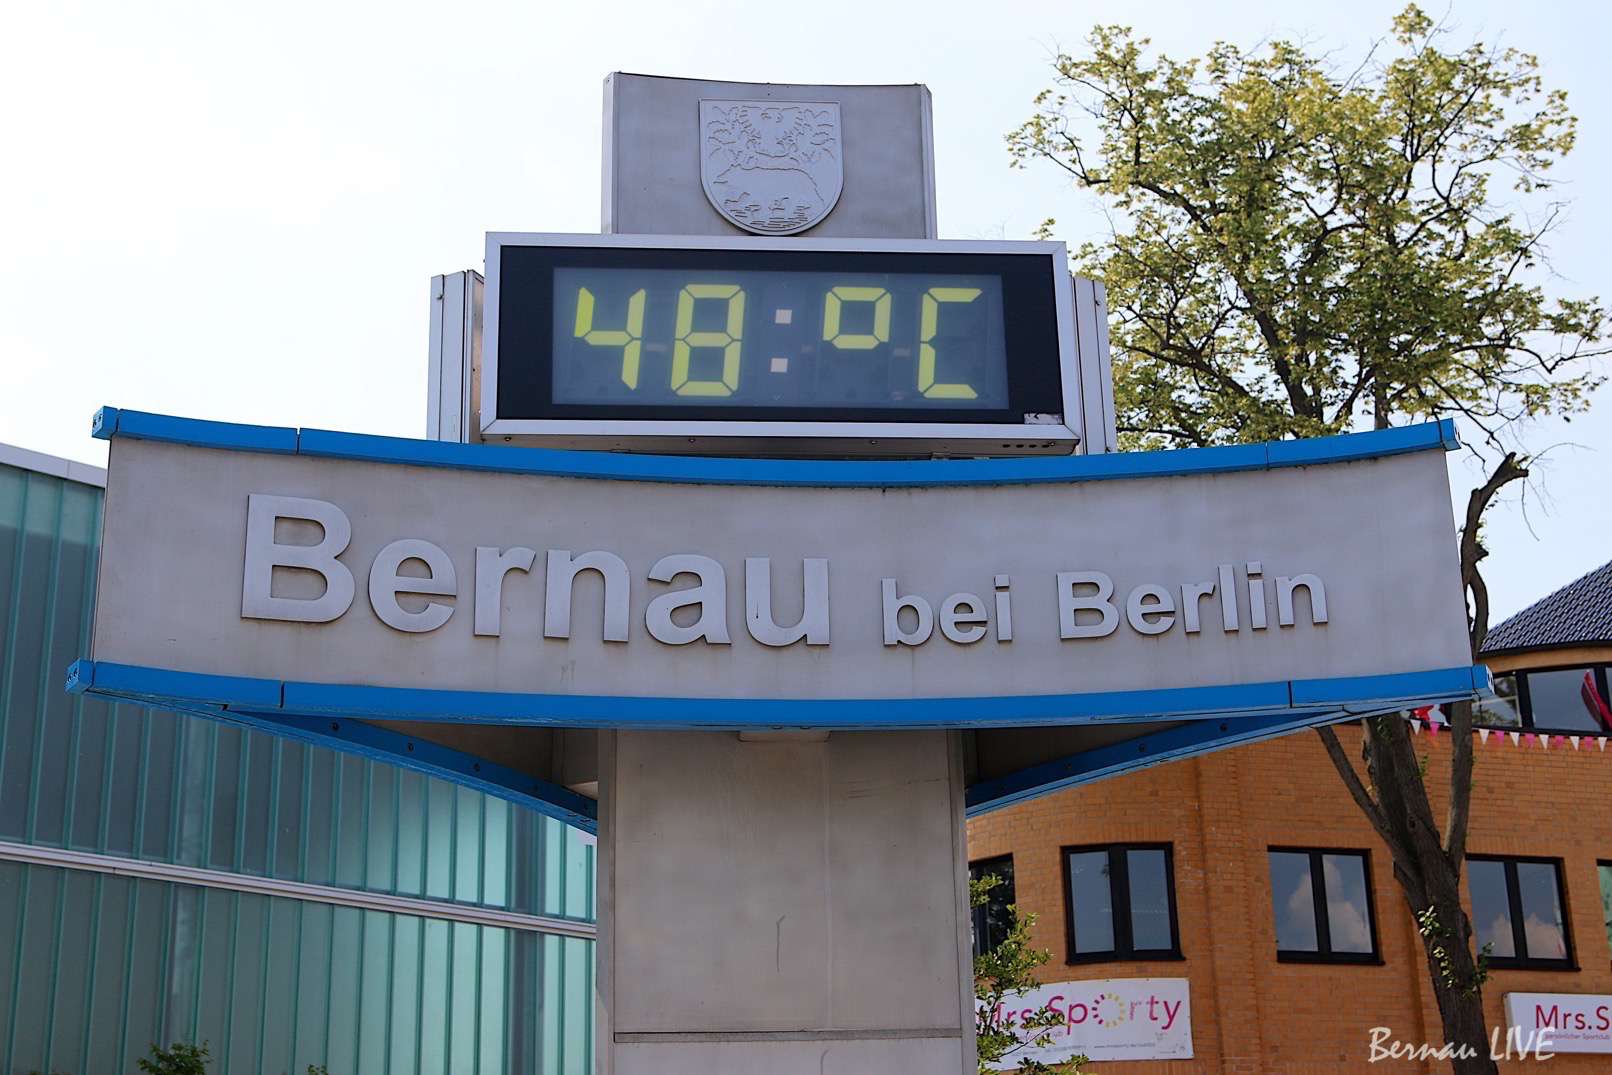 48 °C
Bernau bei Berlin
Mrs.Sporty
Mrs.S
Bernau LIVE